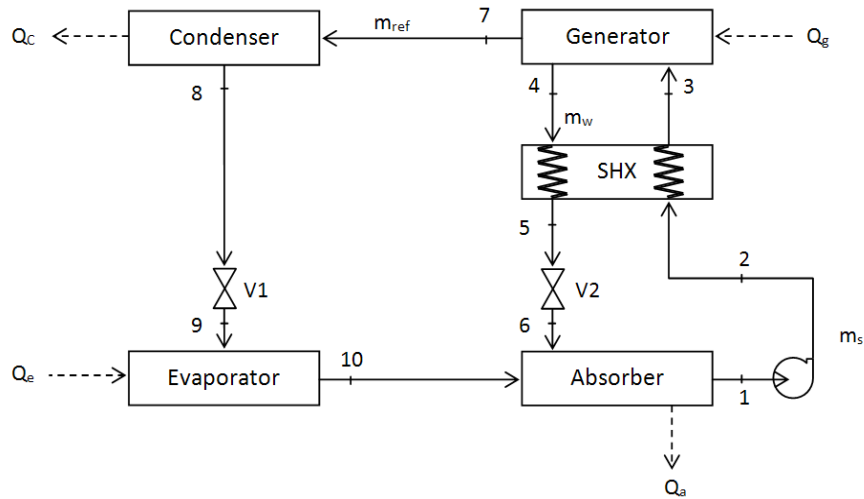 Q_C
Condenser
m_ref
7
Generator
Q_g
8
4
3
m_w
SHX
5
2
V1
V2
9
6
m_s
Q_e
Evaporator
10
Absorber
1
Q_a